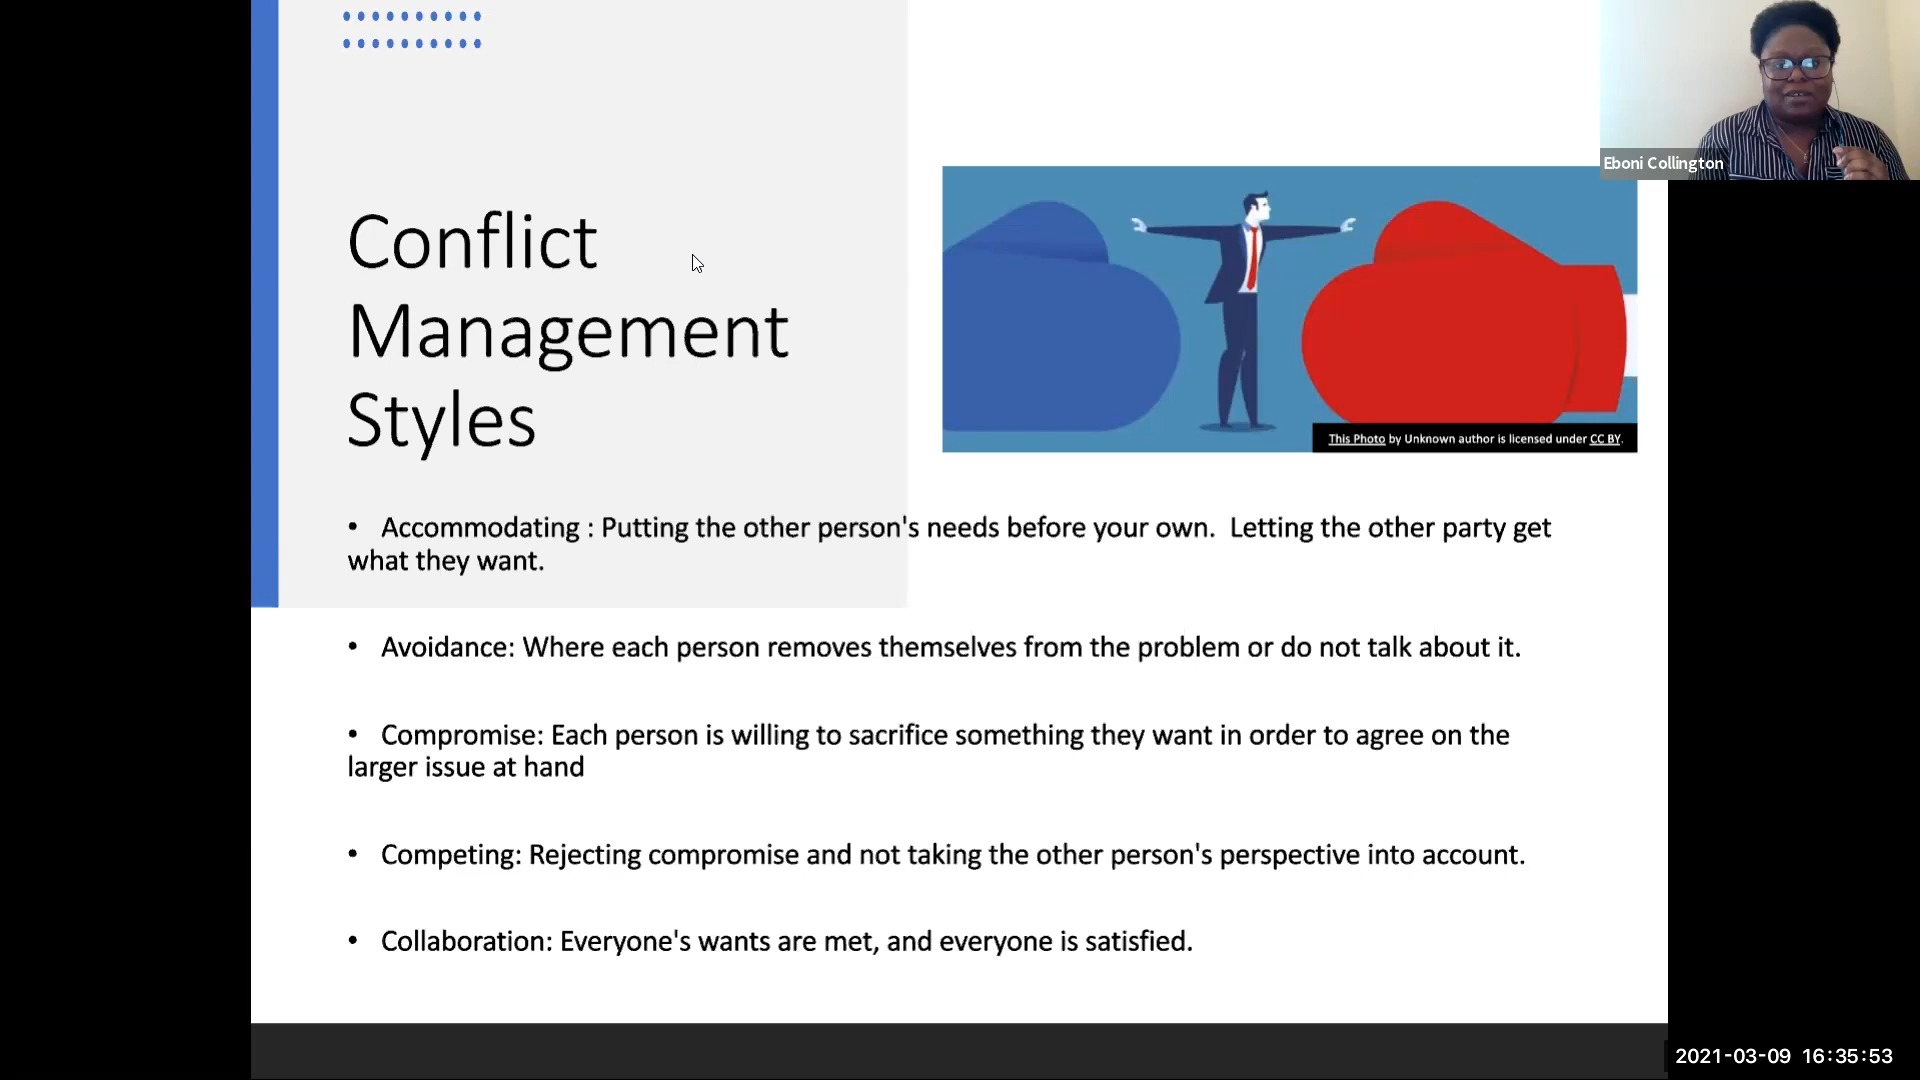 Eboni Collington
Conflict
Management
Styles
This Photo by Unknown author is licensed under CC BY.
• Accommodating : Putting the other person's needs before your own.  Letting the other party get
what they want.
• Avoidance: Where each person removes themselves from the problem or do not talk about it.
• Compromise: Each person is willing to sacrifice something they want in order to agree on the
larger issue at hand
• Competing: Rejecting compromise and not taking the other person's perspective into account.
• Collaboration: Everyone's wants are met, and everyone is satisfied.
2021-03-09 16:35:53